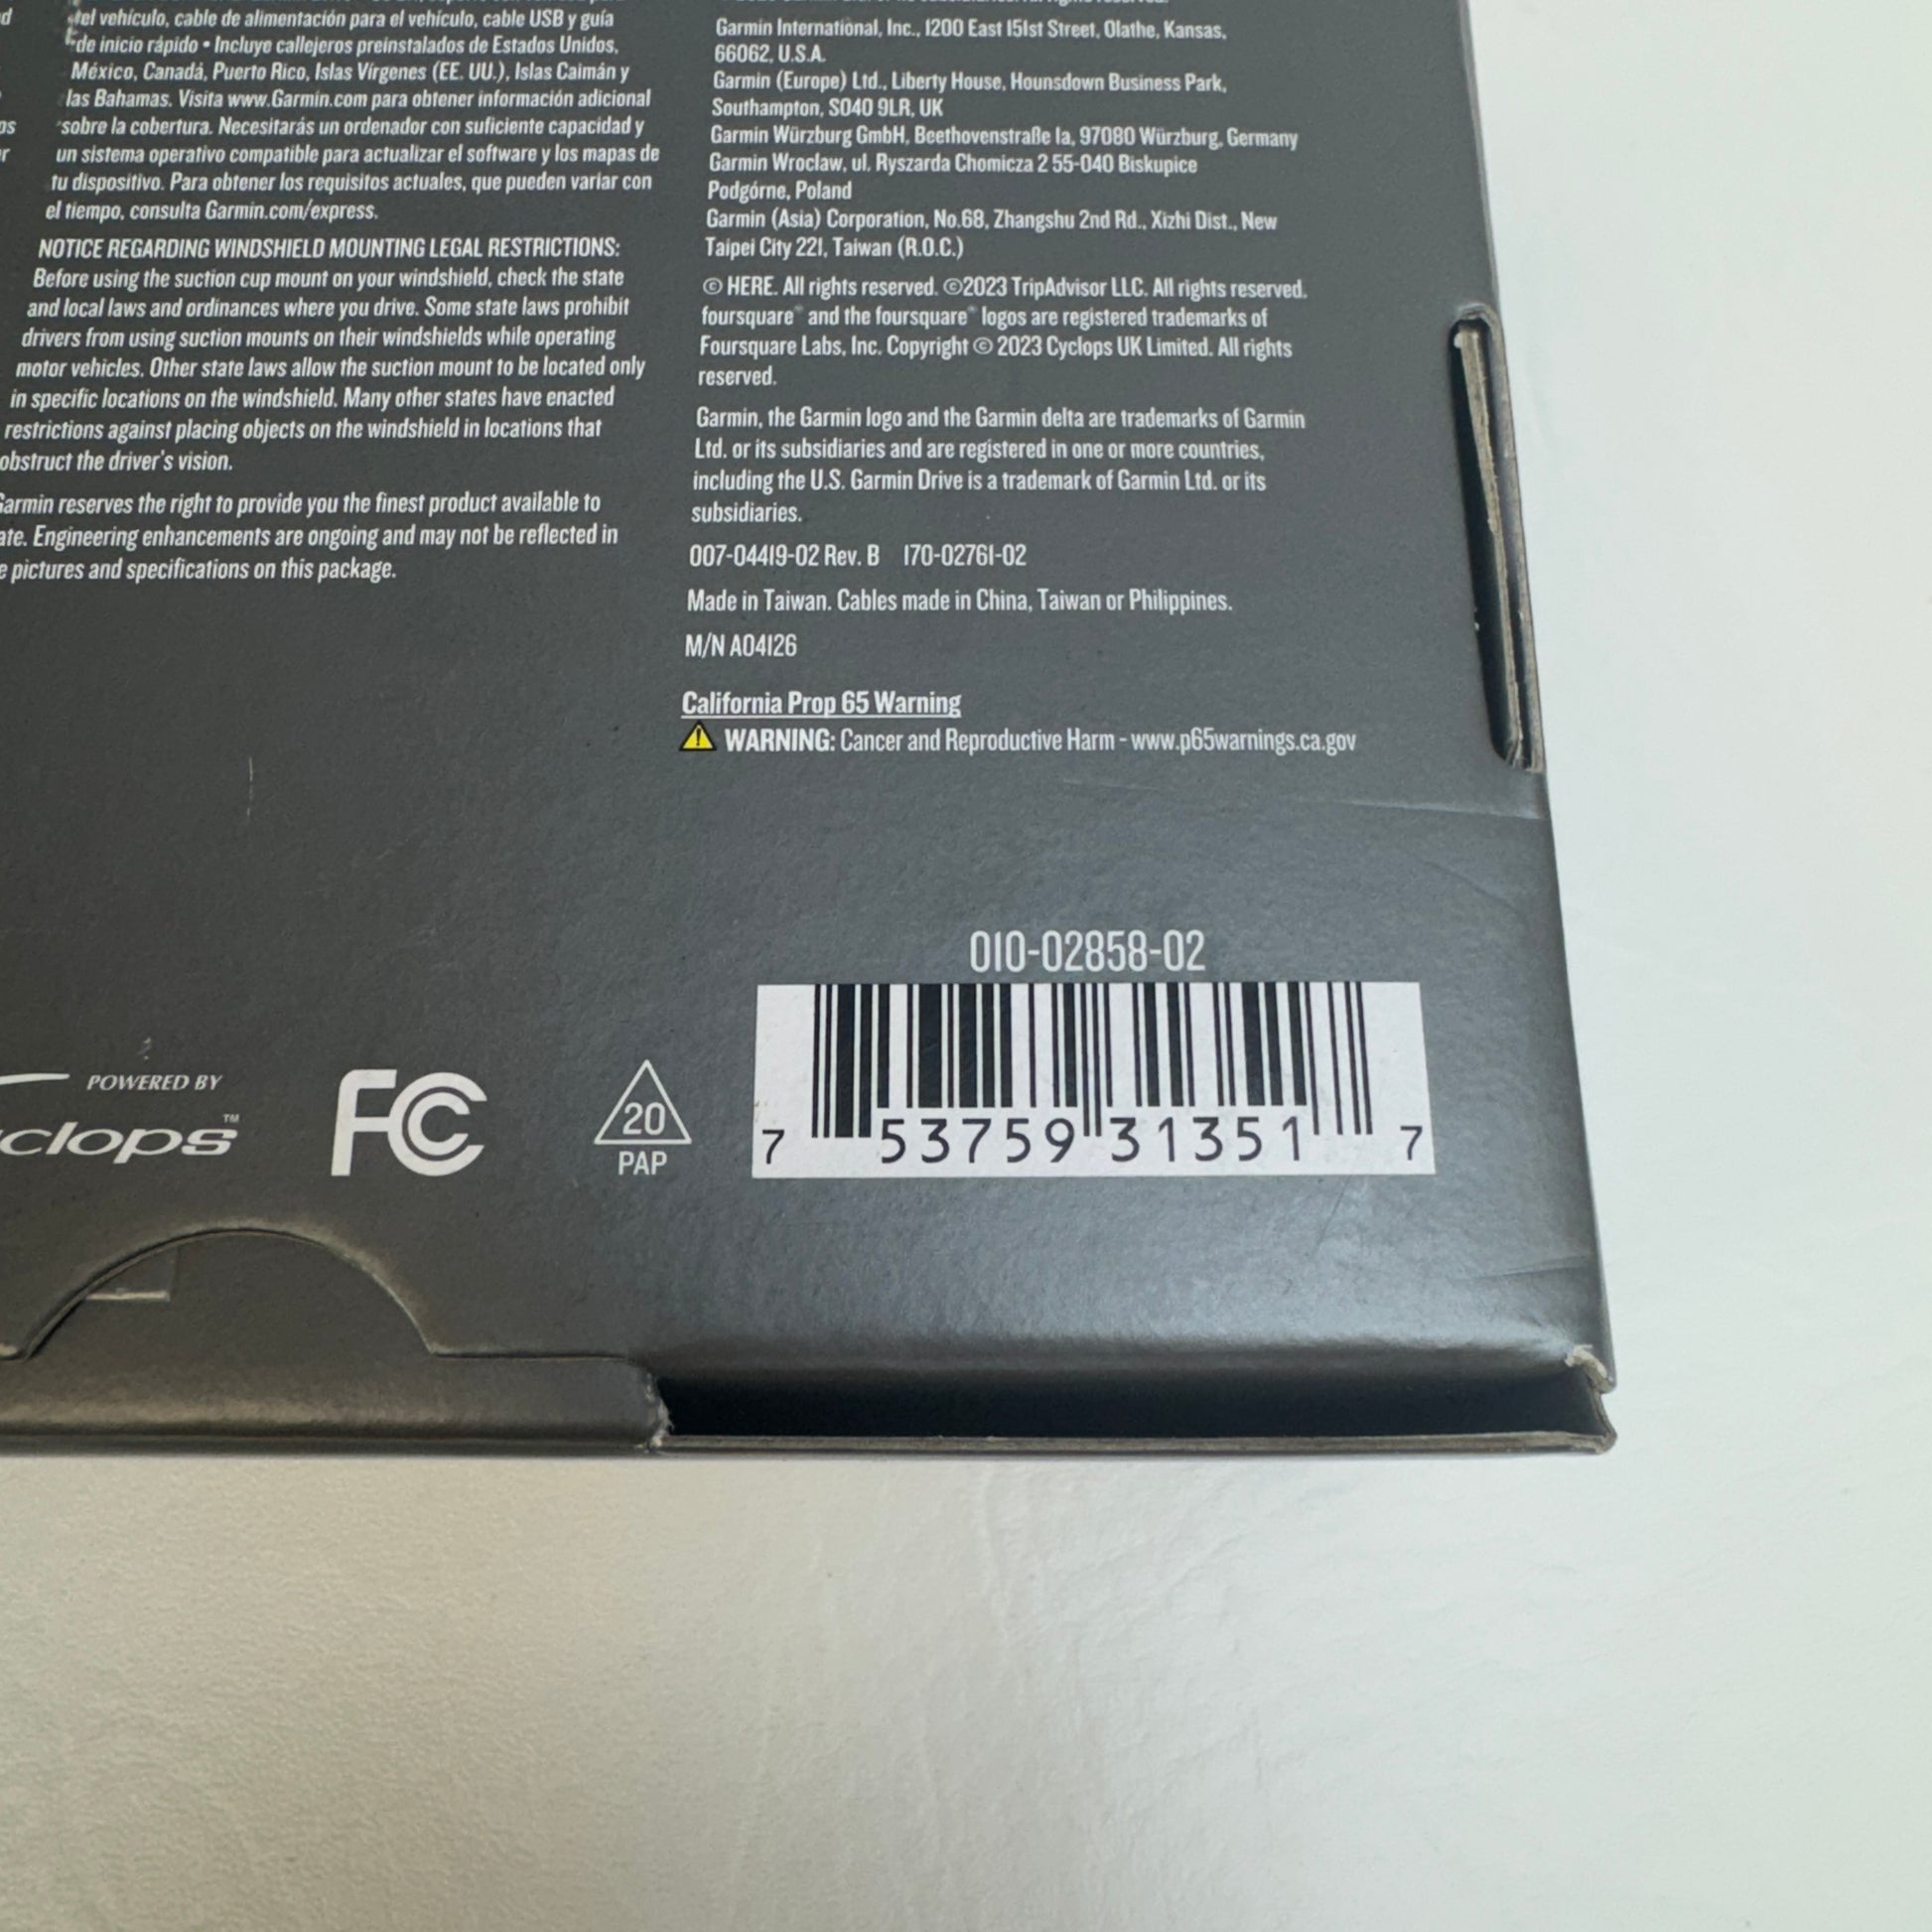 del vehículo, cable de alimentación para el vehículo, cable USB y guía
de inicio rápido • Incluye callejeros preinstalados de Estados Unidos,
México, Canadá, Puerto Rico, Islas Vírgenes (EE. UU.), Islas Caimán y
las Bahamas. Visita www.Garmin.com para obtener información adicional
sobre la cobertura. Necesitarás un ordenador con suficiente capacidad y
un sistema operativo compatible para actualizar el software y los mapas de
tu dispositivo. Para obtener los requisitos actuales, que pueden variar con
el tiempo, consulta Garmin.com/express.
NOTICE REGARDING WINDSHIELD MOUNTING LEGAL RESTRICTIONS:
Before using the suction cup mount on your windshield, check the state
and local laws and ordinances where you drive. Some state laws prohibit
drivers from using suction mounts on their windshields while operating
motor vehicles. Other state laws allow the suction mount to be located only
in specific locations on the windshield. Many other states have enacted
restrictions against placing objects on the windshield in locations that
obstruct the driver's vision.
Garmin reserves the right to provide you the finest product available to
ate. Engineering enhancements are ongoing and may not be reflected in
e pictures and specifications on this package.
Garmin International, Inc., 1200 East 151st Street, Olathe, Kansas,
66062, U.S.A.
Garmin (Europe) Ltd., Liberty House, Hounsdown Business Park,
Southampton, SO40 9LR, UK
Garmin Würzburg GmbH, Beethovenstraße 1a, 97080 Würzburg, Germany
Garmin Wroclaw, ul. Ryszarda Chomicza 2 55-040 Biskupice
Podgórne, Poland
Garmin (Asia) Corporation, No.68, Zhangshu 2nd Rd., Xizhi Dist., New
Taipei City 221, Taiwan (R.O.C.)
© HERE. All rights reserved. ©2023 TripAdvisor LLC. All rights reserved.
foursquare® and the foursquare® logos are registered trademarks of
Foursquare Labs, Inc. Copyright © 2023 Cyclops UK Limited. All rights
reserved.
Garmin, the Garmin logo and the Garmin delta are trademarks of Garmin
Ltd. or its subsidiaries and are registered in one or more countries,
including the U.S. Garmin Drive is a trademark of Garmin Ltd. or its
subsidiaries.
007-04419-02 Rev. B 170-02761-02
Made in Taiwan. Cables made in China, Taiwan or Philippines.
M/N A04126
California Prop 65 Warning
WARNING: Cancer and Reproductive Harm - www.p65warnings.ca.gov
010-02858-02
7 53759 31351 7
POWERED BY
clops™
FC
20
PAP